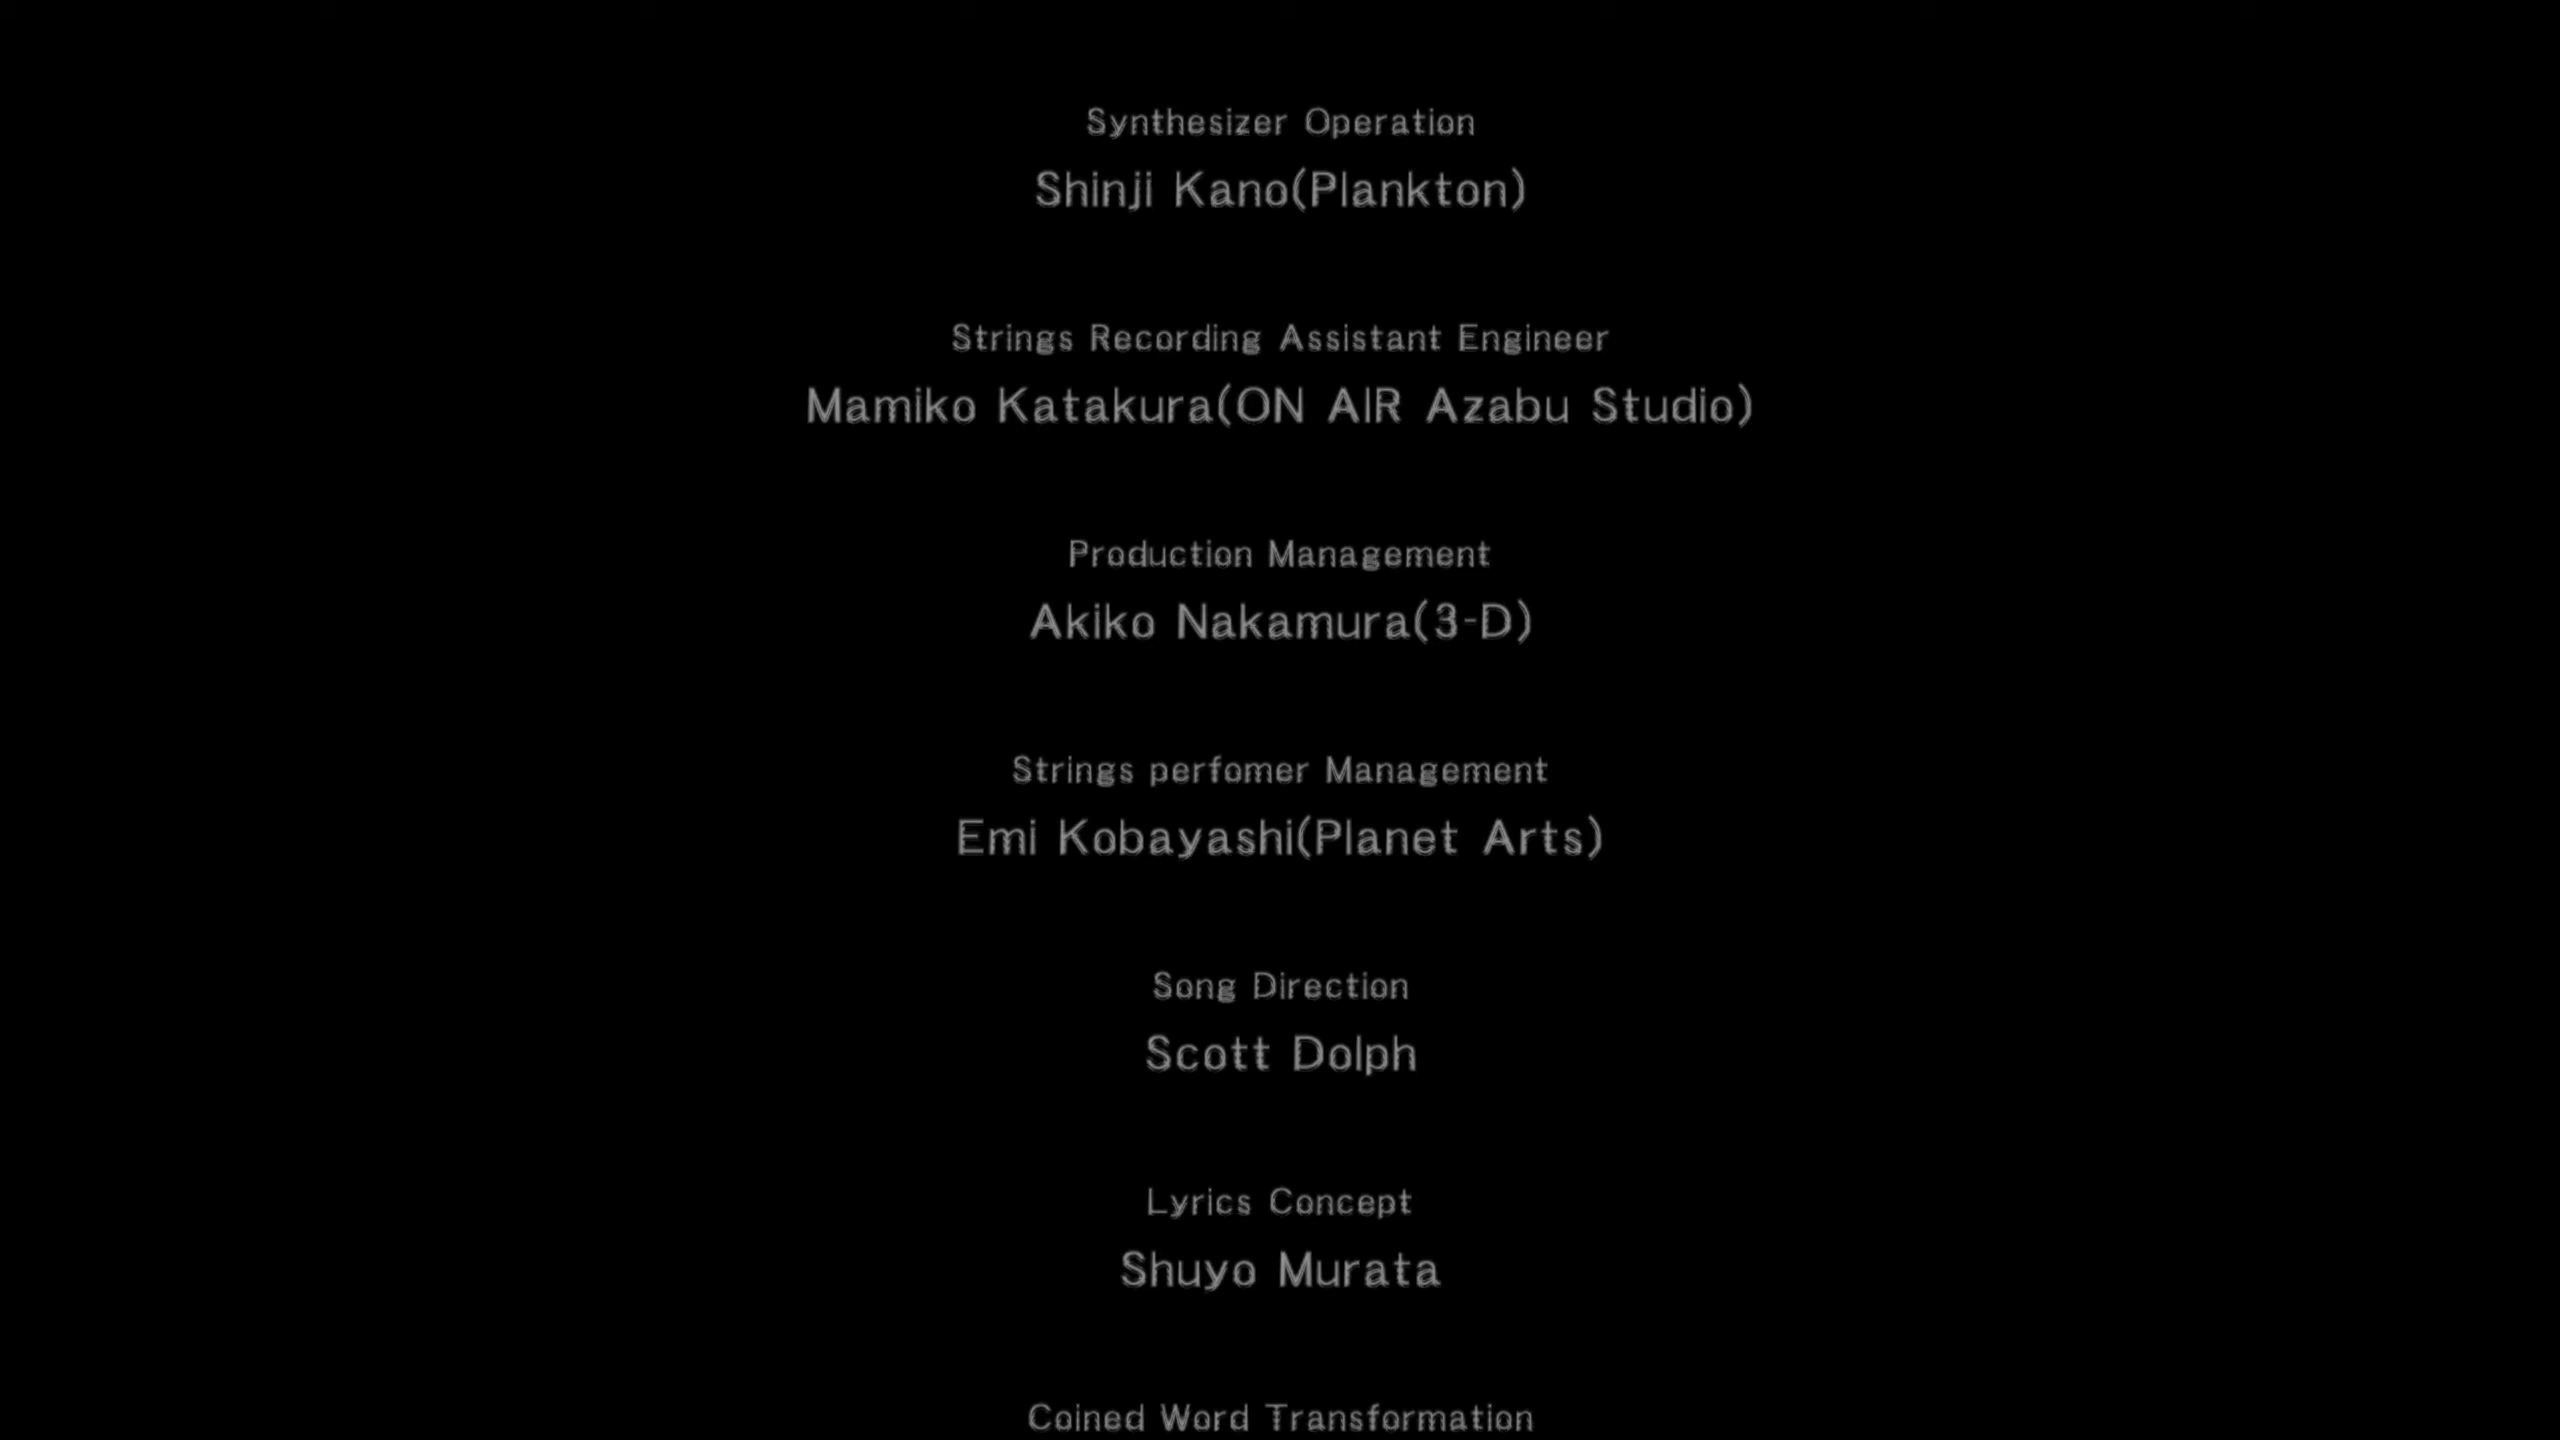 Synthesizer Operation
Shinji Kano(Plankton)
Strings Recording Assistant Engineer
Mamiko Katakura(ON AIR Azabu Studio)
Production Management
Akiko Nakamura(3-D)
Strings perfomer Management
Emi Kobayashi(Planet Arts)
Song Direction
Scott Dolph
Lyrics Concept
Shuyo Murata
Coined Word Transformation